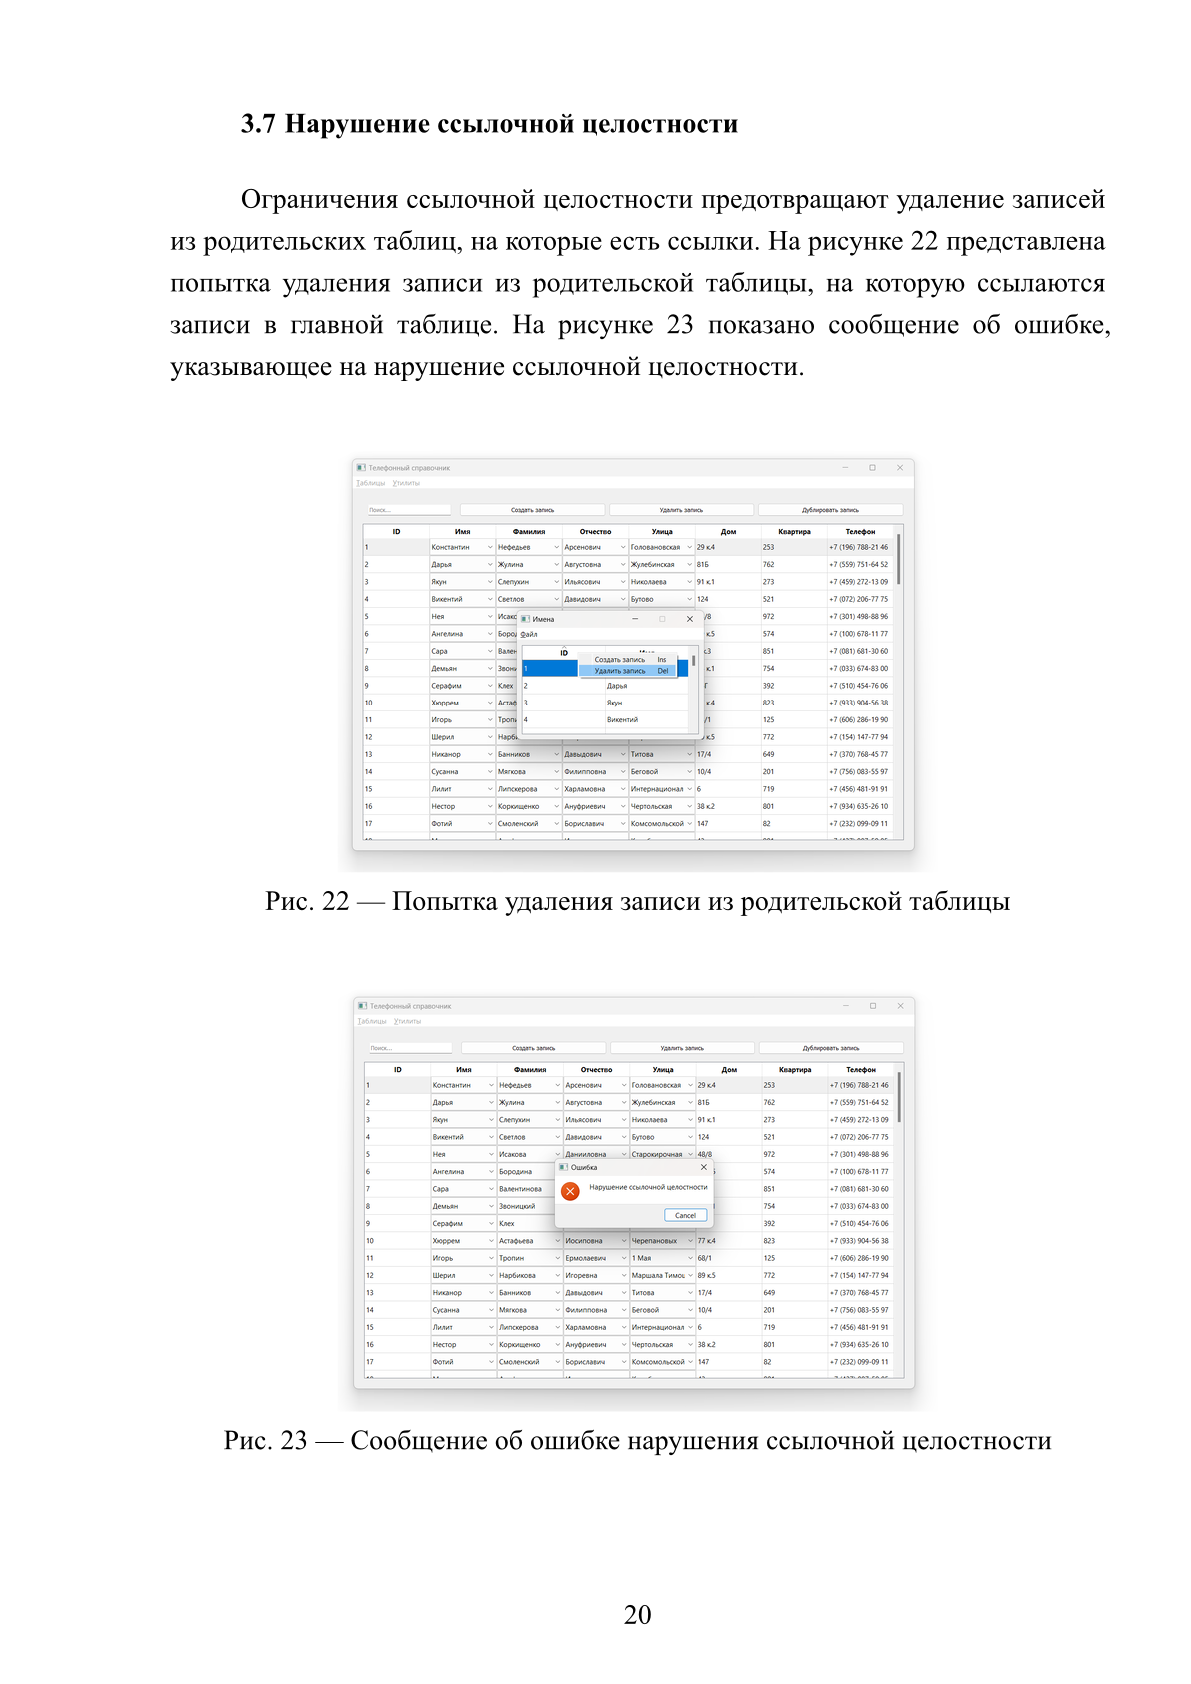 3.7 Нарушение ссылочной целостности
Ограничения ссылочной целостности предотвращают удаление записей
из родительских таблиц, на которые есть ссылки. На рисунке 22 представлена
попытка удаления записи из родительской таблицы, на которую ссылаются
записи в главной таблице. На рисунке 23 показано сообщение об ошибке,
указывающее на нарушение ссылочной целостности.
Телефонный справочник
Таблицы Утилиты
Поиск... Создать запись Удалить запись Дублировать запись
ID Имя Фамилия Отчество Улица Дом Квартира Телефон
1 Константин Нефедьев Арсенович Головановская 29 к.4 253 +7 (196) 788-21 46
2 Дарья Жулина Августовна Жулебинская 81Б 762 +7 (559) 751-64 52
3 Якун Слепухин Ильясович Николаева 91 к.1 273 +7 (459) 272-13 09
4 Викентий Светлов Давидович Бутово 124 521 +7 (072) 206-77 75
5 Нея Исако /8 972 +7 (301) 498-88 96
6 Ангелина Бород к.5 574 +7 (100) 678-11 77
7 Сара Вален к.3 851 +7 (081) 681-30 60
8 Демьян Звони к.1 754 +7 (033) 674-83 00
9 Серафим Клех Г 392 +7 (510) 454-76 06
10 Хюррем Астаф к.4 823 +7 (933) 904-56 38
11 Игорь Тропи /1 125 +7 (606) 286-19 90
12 Шерил Нарби к.5 772 +7 (154) 147-77 94
13 Никанор Банников Давыдович Титова 17/4 649 +7 (370) 768-45 77
14 Сусанна Мягкова Филипповна Беговой 10/4 201 +7 (756) 083-55 97
15 Лилит Липскерова Харламовна Интернационал 6 719 +7 (456) 481-91 91
16 Нестор Коркищенко Ануфриевич Чертольская 38 к.2 801 +7 (934) 635-26 10
17 Фотий Смоленский Бориславич Комсомольской 147 82 +7 (232) 099-09 11
Имена
Файл
ID
Создать запись Ins
1 Удалить запись Del
2 Дарья
3 Якун
4 Викентий
Рис. 22 — Попытка удаления записи из родительской таблицы
Телефонный справочник
Таблицы Утилиты
Поиск... Создать запись Удалить запись Дублировать запись
ID Имя Фамилия Отчество Улица Дом Квартира Телефон
1 Константин Нефедьев Арсенович Головановская 29 к.4 253 +7 (196) 788-21 46
2 Дарья Жулина Августовна Жулебинская 81Б 762 +7 (559) 751-64 52
3 Якун Слепухин Ильясович Николаева 91 к.1 273 +7 (459) 272-13 09
4 Викентий Светлов Давидович Бутово 124 521 +7 (072) 206-77 75
5 Нея Исакова Данииловна Старокирочная 48/8 972 +7 (301) 498-88 96
6 Ангелина Бородина 574 +7 (100) 678-11 77
7 Сара Валентинова 851 +7 (081) 681-30 60
8 Демьян Звоницкий 754 +7 (033) 674-83 00
9 Серафим Клех 392 +7 (510) 454-76 06
10 Хюррем Астафьева Иосиповна Черепановых 77 к.4 823 +7 (933) 904-56 38
11 Игорь Тропин Ермолаевич 1 Мая 68/1 125 +7 (606) 286-19 90
12 Шерил Нарбикова Игоревна Маршала Тимош 89 к.5 772 +7 (154) 147-77 94
13 Никанор Банников Давыдович Титова 17/4 649 +7 (370) 768-45 77
14 Сусанна Мягкова Филипповна Беговой 10/4 201 +7 (756) 083-55 97
15 Лилит Липскерова Харламовна Интернационал 6 719 +7 (456) 481-91 91
16 Нестор Коркищенко Ануфриевич Чертольская 38 к.2 801 +7 (934) 635-26 10
17 Фотий Смоленский Бориславич Комсомольской 147 82 +7 (232) 099-09 11
Ошибка
Нарушение ссылочной целостности
Cancel
Рис. 23 — Сообщение об ошибке нарушения ссылочной целостности
20